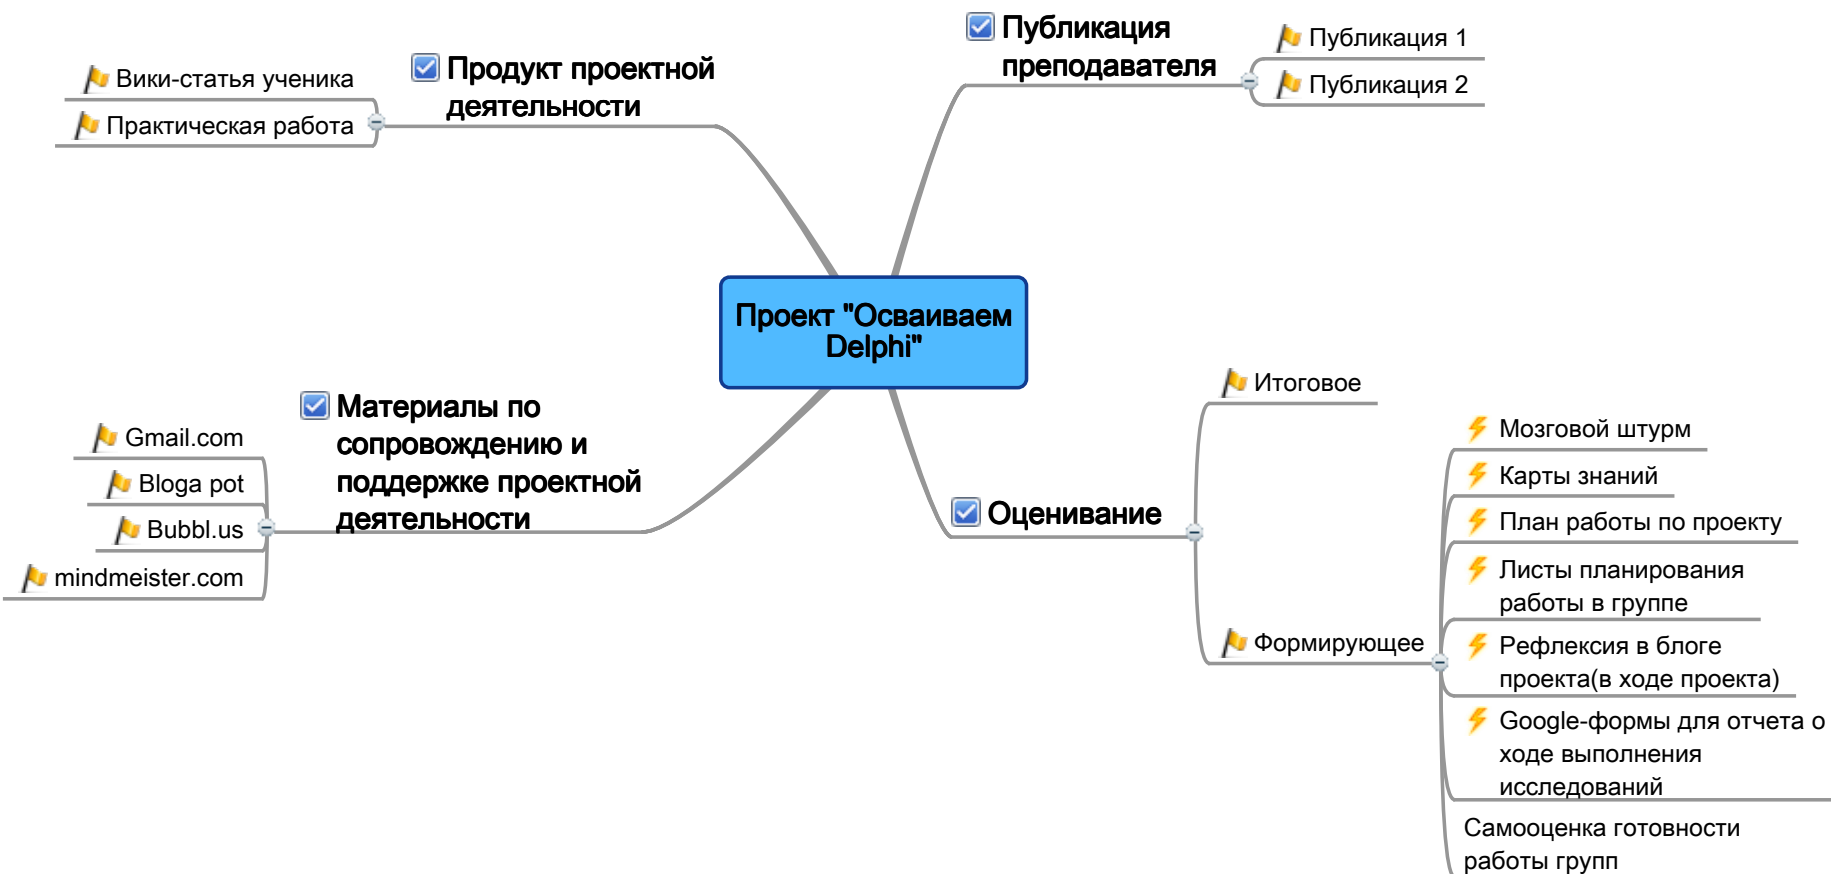 Проект "Осваиваем
Delphi"
Продукт проектной
деятельности
Вики-статья ученика
Практическая работа
Публикация
преподавателя
Публикация 1
Публикация 2
Материалы по
сопровождению и
поддержке проектной
деятельности
Gmail.com
Bloga pot
Bubbl.us
mindmeister.com
Оценивание
Итоговое
Формирующее
Мозговой штурм
Карты знаний
План работы по проекту
Листы планирования
работы в группе
Рефлексия в блоге
проекта(в ходе проекта)
Google-формы для отчета о
ходе выполнения
исследований
Самооценка готовности
работы групп